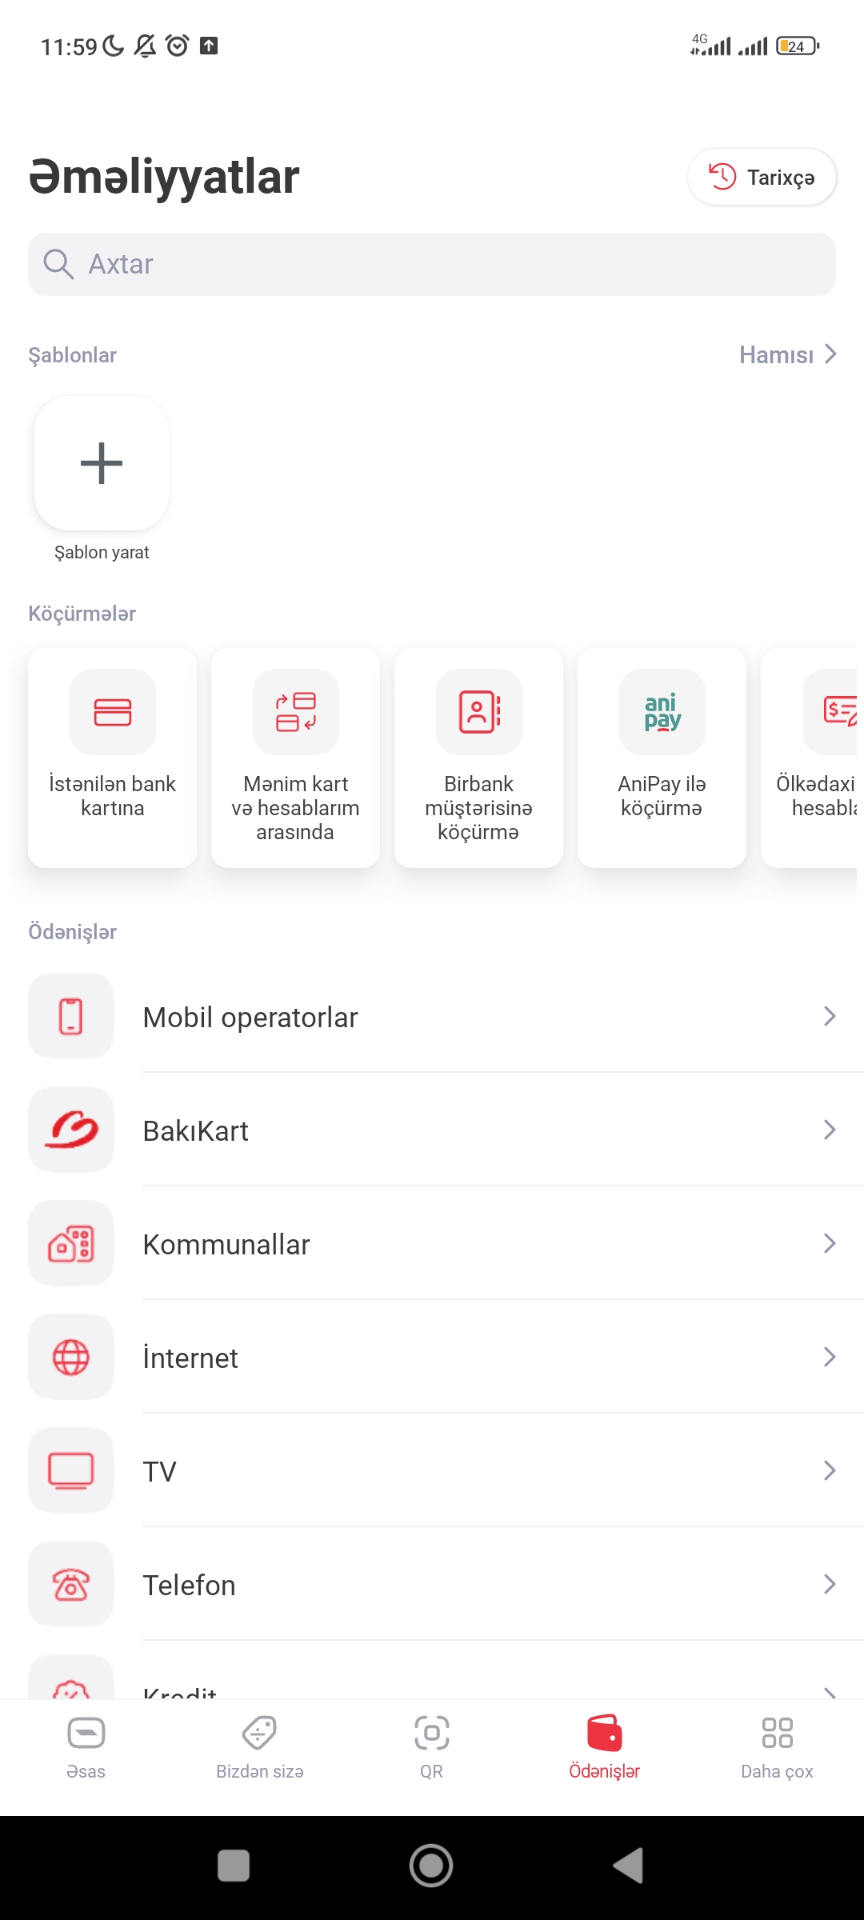 11:59
4G
24
Əməliyyatlar
Tarixçə
Axtar
Şablonlar
Hamısı
Şablon yarat
Köçürmələr
İstənilən bank
kartına
Mənim kart
və hesablarım
arasında
Birbank
müştərisinə
köçürmə
ani
pay
AniPay ilə
köçürmə
Ölkədaxi
hesabla
Ödənişlər
Mobil operatorlar
BakıKart
Kommunallar
İnternet
TV
Telefon
Kredit
Əsas
Bizdən sizə
QR
Ödənişlər
Daha çox